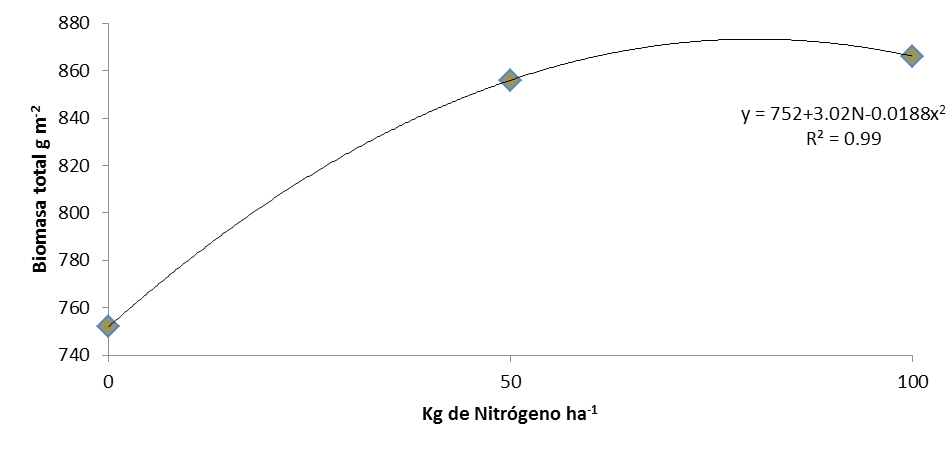 880
860
840
820
800
780
760
740
Biomasa total g m⁻²
y = 752+3.02N-0.0188x²
R² = 0.99
0 50 100
Kg de Nitrógeno ha⁻¹